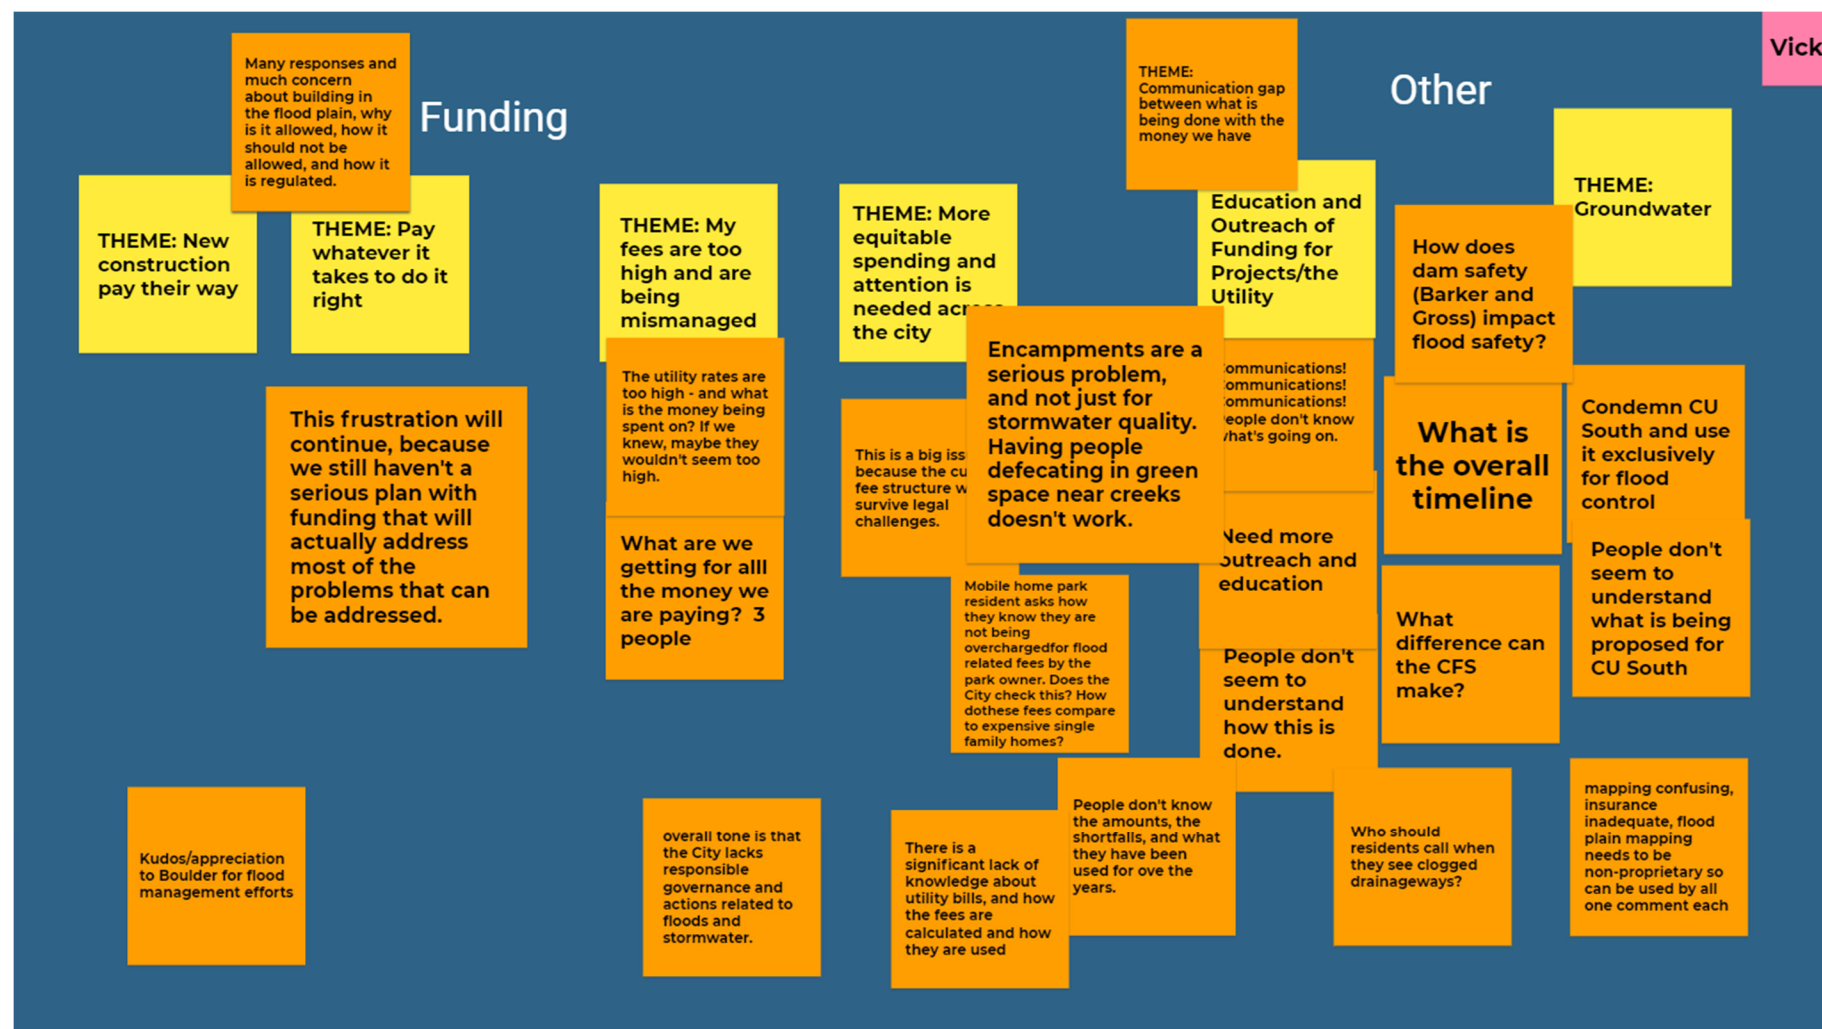 Many responses and
much concern
about building in
the flood plain, why
is it allowed, how it
should not be
allowed, and how it
is regulated.
Funding
THEME:
Communication gap
between what is
being done with the
money we have
Other
Vick
THEME: New
construction
pay their way
THEME: Pay
whatever it
takes to do it
right
THEME: My
fees are too
high and are
being
mismanaged
THEME: More
equitable
spending and
attention is
needed across
the city
Education and
Outreach of
Funding for
Projects/the
Utility
THEME:
Groundwater
How does
dam safety
(Barker and
Gross) impact
flood safety?
This frustration will
continue, because
we still haven't a
serious plan with
funding that will
actually address
most of the
problems that can
be addressed.
The utility rates are
too high - and what
is the money being
spent on? If we
knew, maybe they
wouldn't seem too
high.
What are we
getting for alll
the money we
are paying? 3
people
This is a big
because the
fee structure
survive legal
challenges.
Encampments are a
serious problem,
and not just for
stormwater quality.
Having people
defecating in green
space near creeks
doesn't work.
ommunications!
ommunications!
ommunications!
People don't know
what's going on.
Need more
outreach and
education
People don't
seem to
understand
how this is
done.
What is
the overall
timeline
Condemn CU
South and use
it exclusively
for flood
control
People don't
seem to
understand
what is being
proposed for
CU South
What
difference can
the CFS
make?
Mobile home park
resident asks how
they know they are
not being
overchargedfor flood
related fees by the
park owner. Does the
City check this? How
dothese fees compare
to expensive single
family homes?
Kudos/appreciation
to Boulder for flood
management efforts
overall tone is that
the City lacks
responsible
governance and
actions related to
floods and
stormwater.
There is a
significant lack of
knowledge about
utility bills, and how
the fees are
calculated and how
they are used
People don't know
the amounts, the
shortfalls, and what
they have been
used for ove the
years.
Who should
residents call when
they see clogged
drainageways?
mapping confusing,
insurance
inadequate, flood
plain mapping
needs to be
non-proprietary so
can be used by all
one comment each